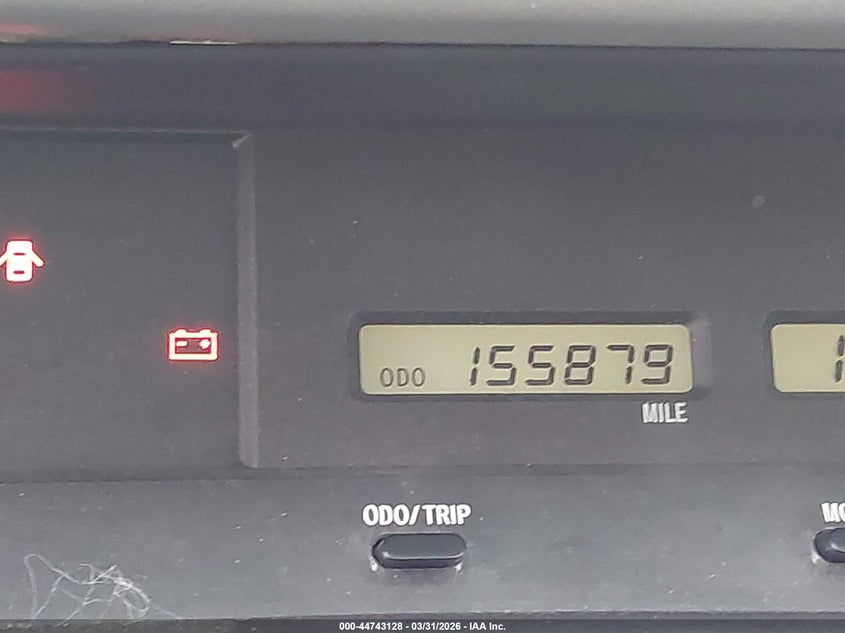 ODO 155879
MILE
ODO/TRIP
000-44743128 - 03/31/2026 - IAA Inc.